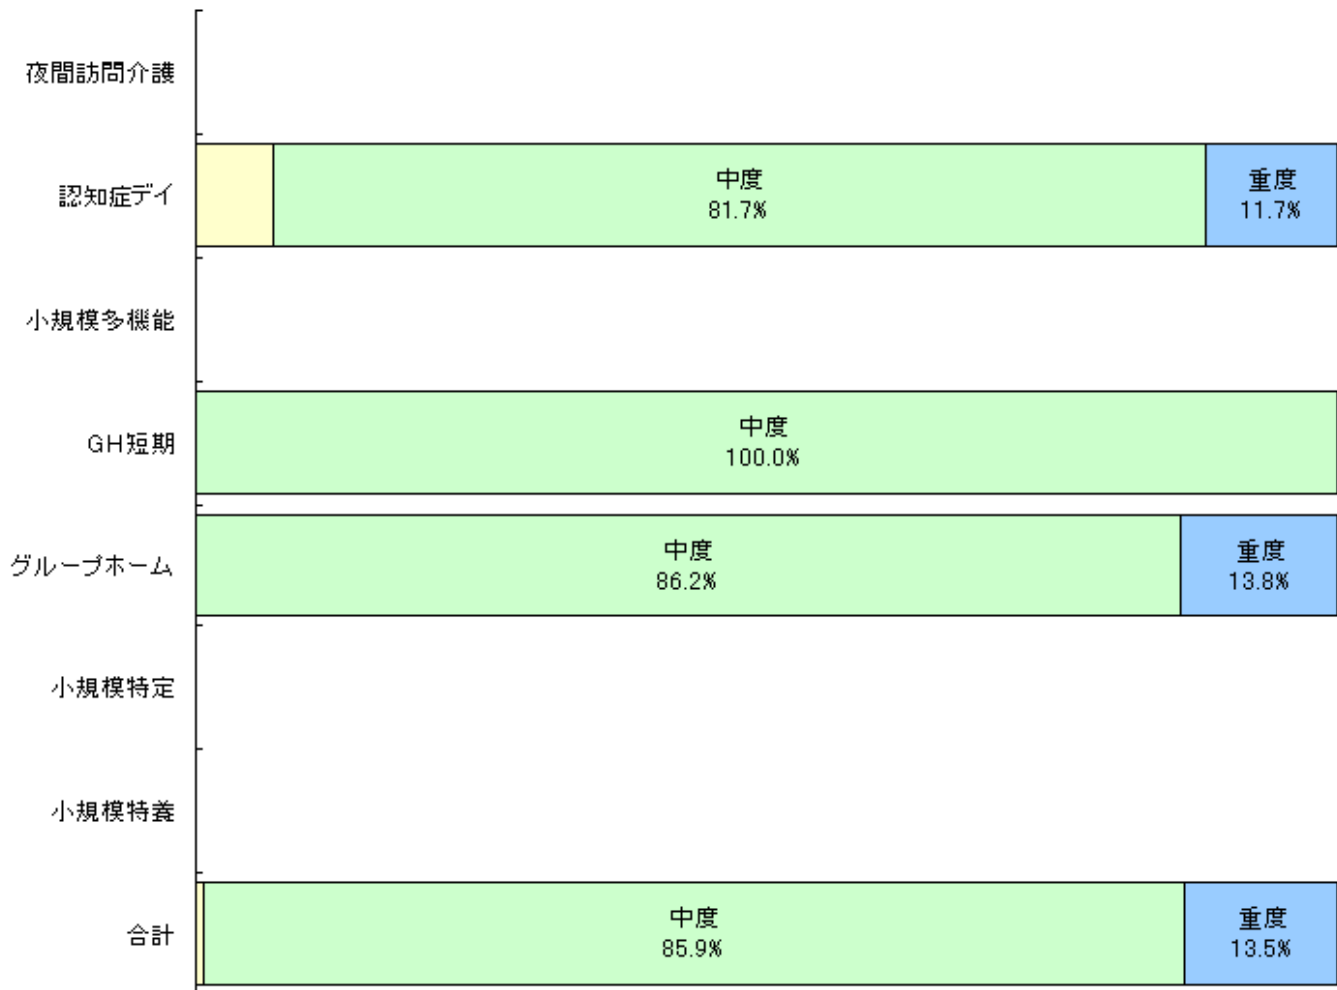 夜間訪問介護
認知症デイ
中度
81.7%
重度
11.7%
小規模多機能
GH短期
中度
100.0%
グループホーム
中度
86.2%
重度
13.8%
小規模特定
小規模特養
合計
中度
85.9%
重度
13.5%